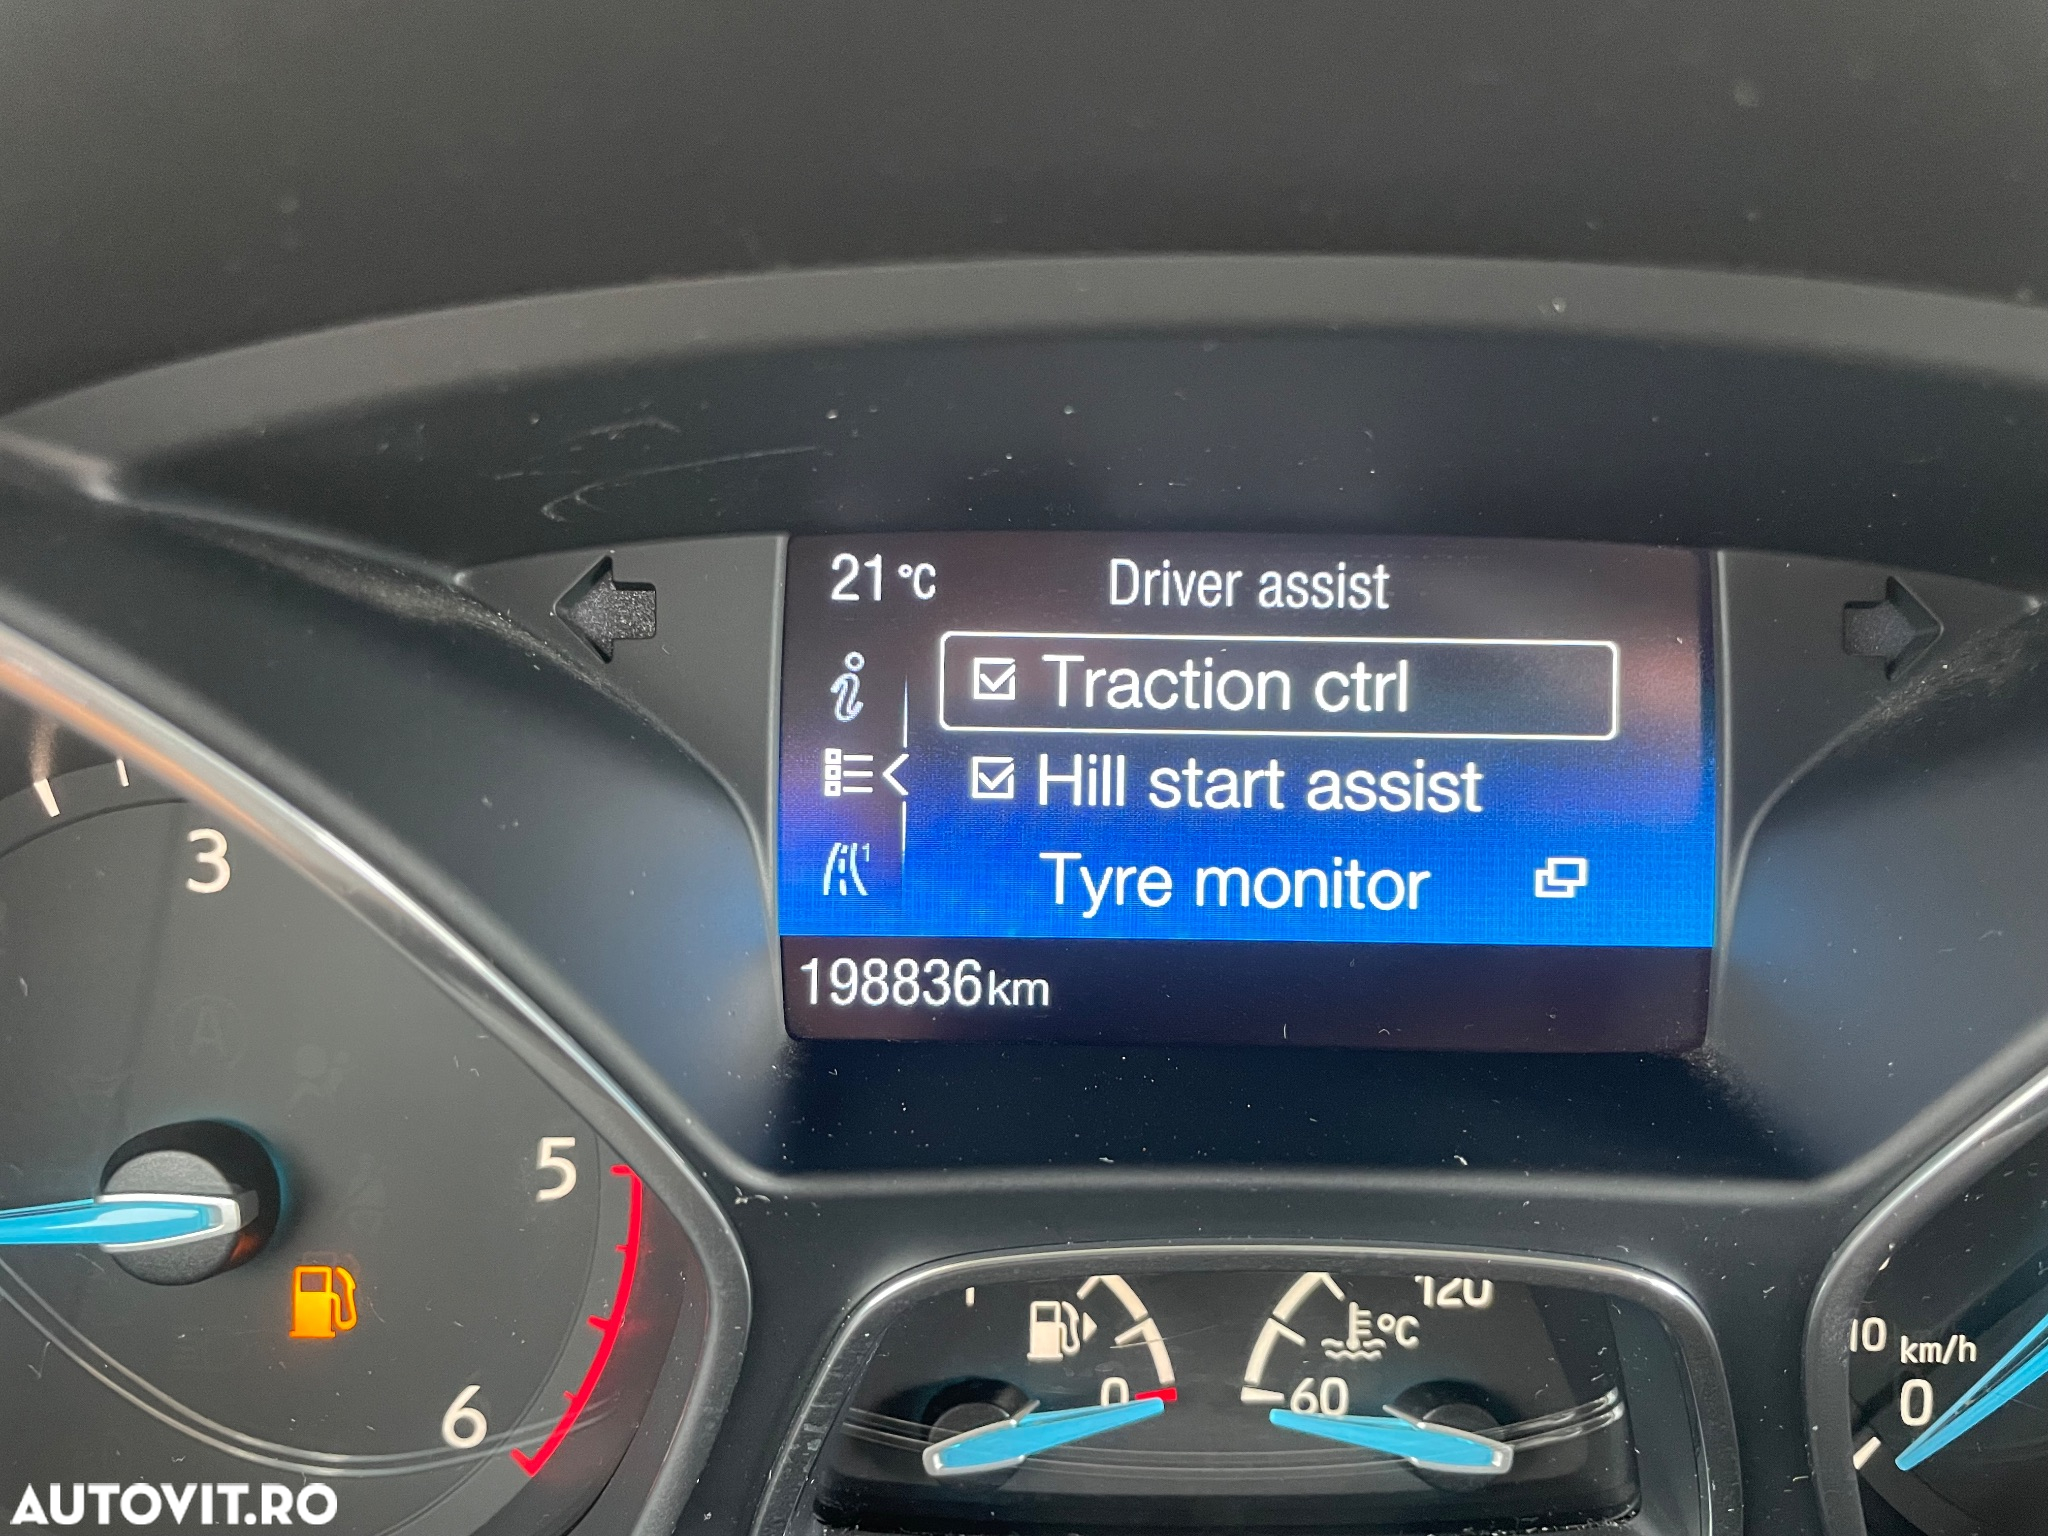 21 °C Driver assist
Traction ctrl
Hill start assist
1
Tyre monitor
198836km
3
5
6
120
°C
10 km/h
0
0
60
AUTOVIT.RO